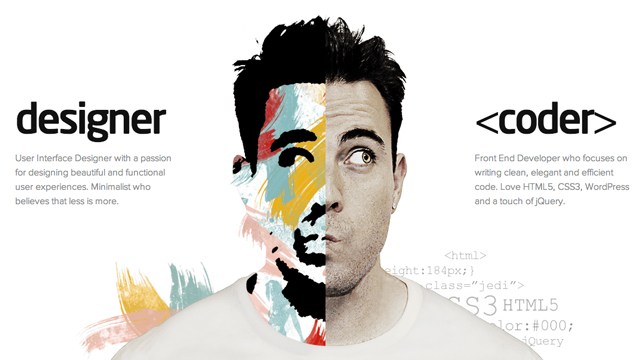 designer
User Interface Designer with a passion
for designing beautiful and functional
user experiences. Minimalist who
believes that less is more.
<coder>
Front End Developer who focuses on
writing clean, elegant and efficient
code. Love HTML5, CSS3, WordPress
and a touch of jQuery.
<html>
eight:184px;}
class="jedi">
CSS3 HTML5
color:#000;
jQuery